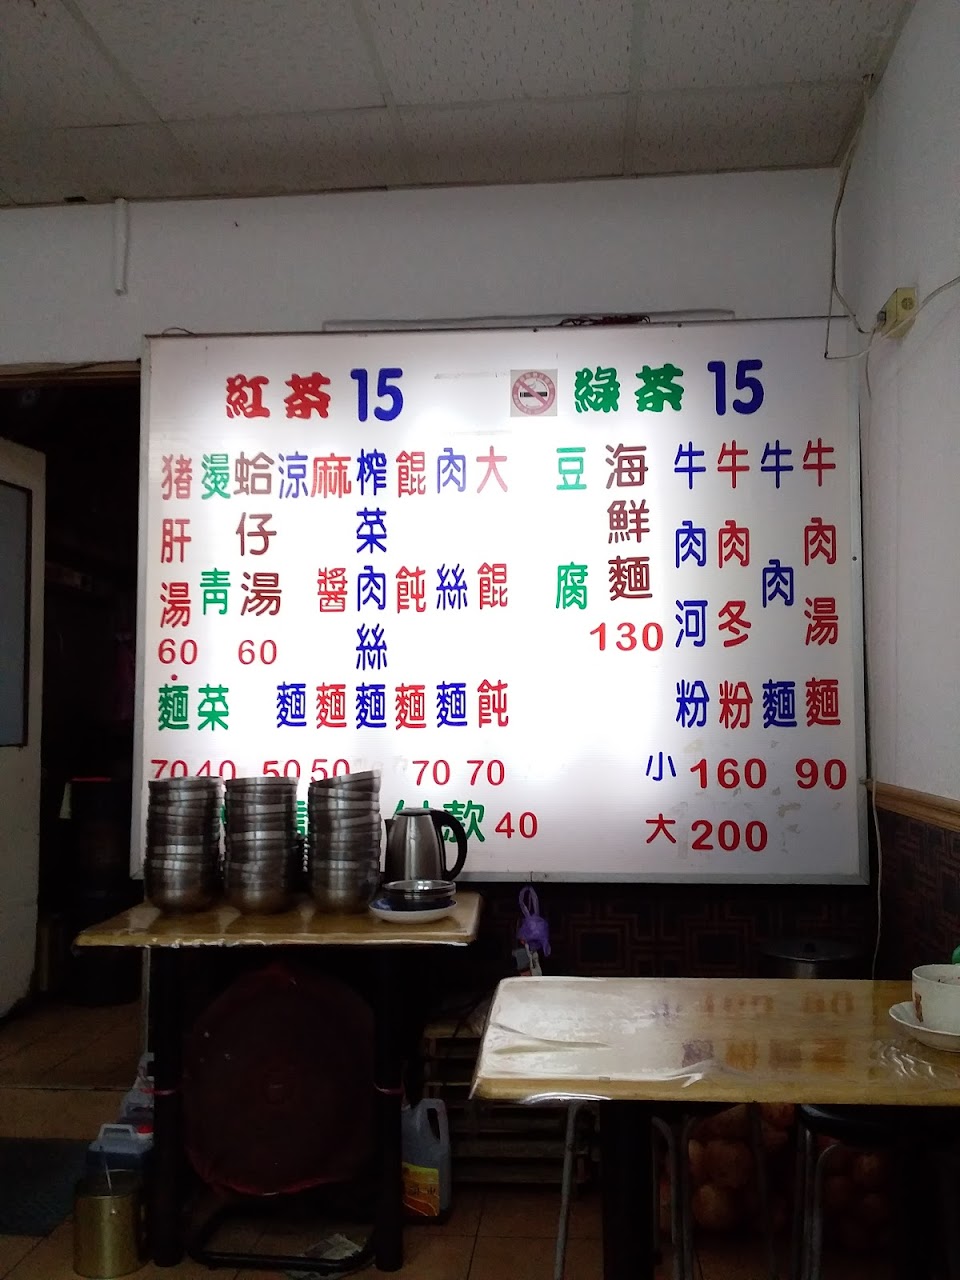 紅茶 15
綠茶 15
牛肉湯麵
90
牛肉麵
牛肉冬粉
牛肉河粉
小 160
大 200
海鮮麵
130
豆腐
大餛飩
70
肉絲麵
70
餛飩麵
榨菜肉絲麵
麻醬麵
50
涼麵
50
蛤仔湯
60
燙青菜
40
猪肝湯
60
麵
70
款
40